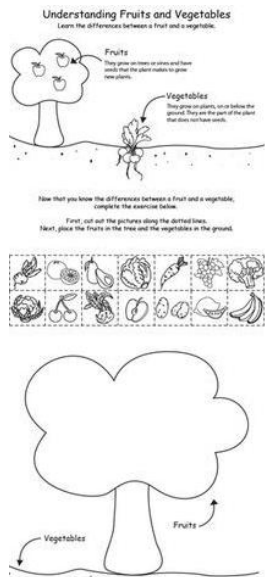 Understanding Fruits and Vegetables
Learn the differences between a fruit and a vegetable.
Fruits
They grow on trees or vines and have
seeds that the plant makes to grow
new plants.
Vegetables
They grow on plants, on or below the
ground. They are the part of the plant
that does not have seeds.
Now that you know the differences between a fruit and a vegetable,
complete the exercise below.
First, cut out the pictures along the dotted lines.
Next, place the fruits in the tree and the vegetables in the ground.
Fruits
Vegetables